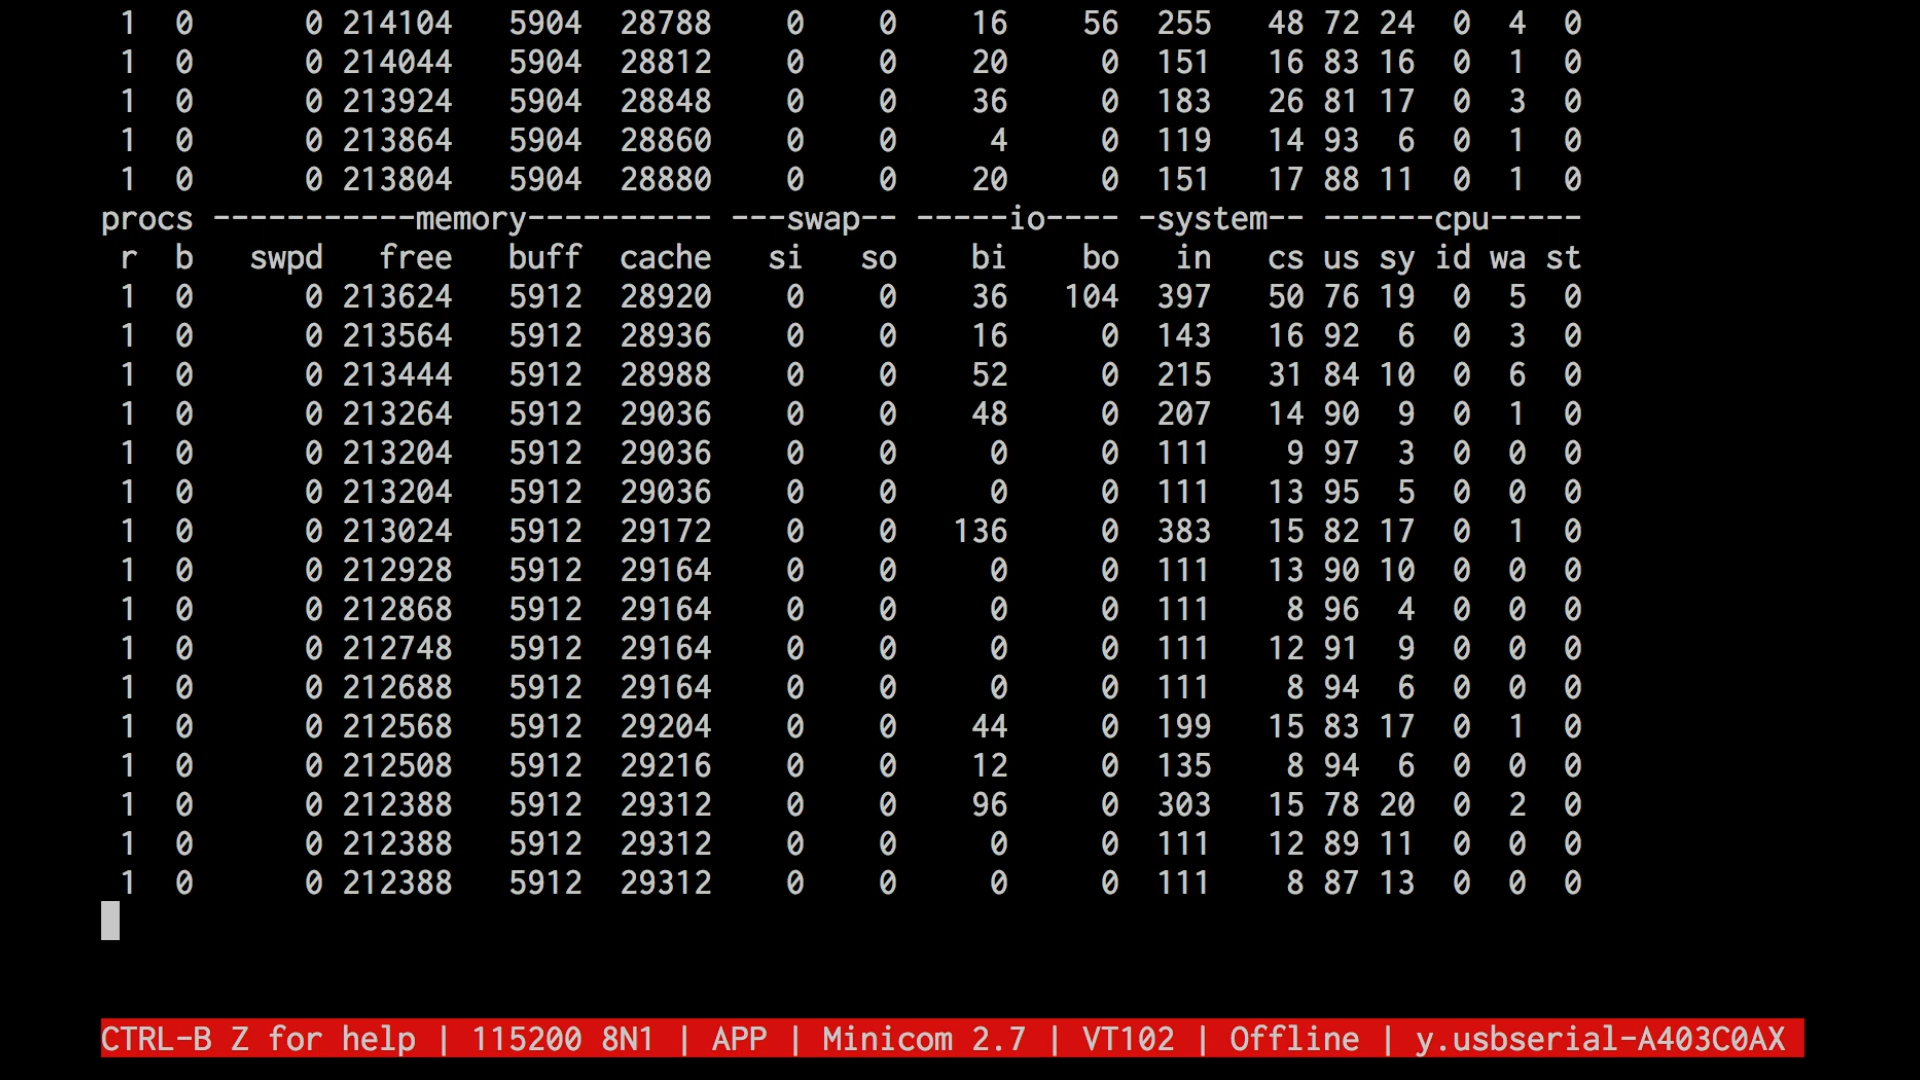 1 0 0 214104 5904 28788 0 0 16 56 255 48 72 24 0 4 0
1 0 0 214044 5904 28812 0 0 20 0 151 16 83 16 0 1 0
1 0 0 213924 5904 28848 0 0 36 0 183 26 81 17 0 3 0
1 0 0 213864 5904 28860 0 0 4 0 119 14 93 6 0 1 0
1 0 0 213804 5904 28880 0 0 20 0 151 17 88 11 0 1 0
procs -----------memory---------- ---swap-- -----io---- -system-- ------cpu-----
r b swpd free buff cache si so bi bo in cs us sy id wa st
1 0 0 213624 5912 28920 0 0 36 104 397 50 76 19 0 5 0
1 0 0 213564 5912 28936 0 0 16 0 143 16 92 6 0 3 0
1 0 0 213444 5912 28988 0 0 52 0 215 31 84 10 0 6 0
1 0 0 213264 5912 29036 0 0 48 0 207 14 90 9 0 1 0
1 0 0 213204 5912 29036 0 0 0 0 111 9 97 3 0 0 0
1 0 0 213204 5912 29036 0 0 0 0 111 13 95 5 0 0 0
1 0 0 213024 5912 29172 0 0 136 0 383 15 82 17 0 1 0
1 0 0 212928 5912 29164 0 0 0 0 111 13 90 10 0 0 0
1 0 0 212868 5912 29164 0 0 0 0 111 8 96 4 0 0 0
1 0 0 212748 5912 29164 0 0 0 0 111 12 91 9 0 0 0
1 0 0 212688 5912 29164 0 0 0 0 111 8 94 6 0 0 0
1 0 0 212568 5912 29204 0 0 44 0 199 15 83 17 0 1 0
1 0 0 212508 5912 29216 0 0 12 0 135 8 94 6 0 0 0
1 0 0 212388 5912 29312 0 0 96 0 303 15 78 20 0 2 0
1 0 0 212388 5912 29312 0 0 0 0 111 12 89 11 0 0 0
1 0 0 212388 5912 29312 0 0 0 0 111 8 87 13 0 0 0
CTRL-B Z for help | 115200 8N1 | APP | Minicom 2.7 | VT102 | Offline | y.usbserial-A403C0AX